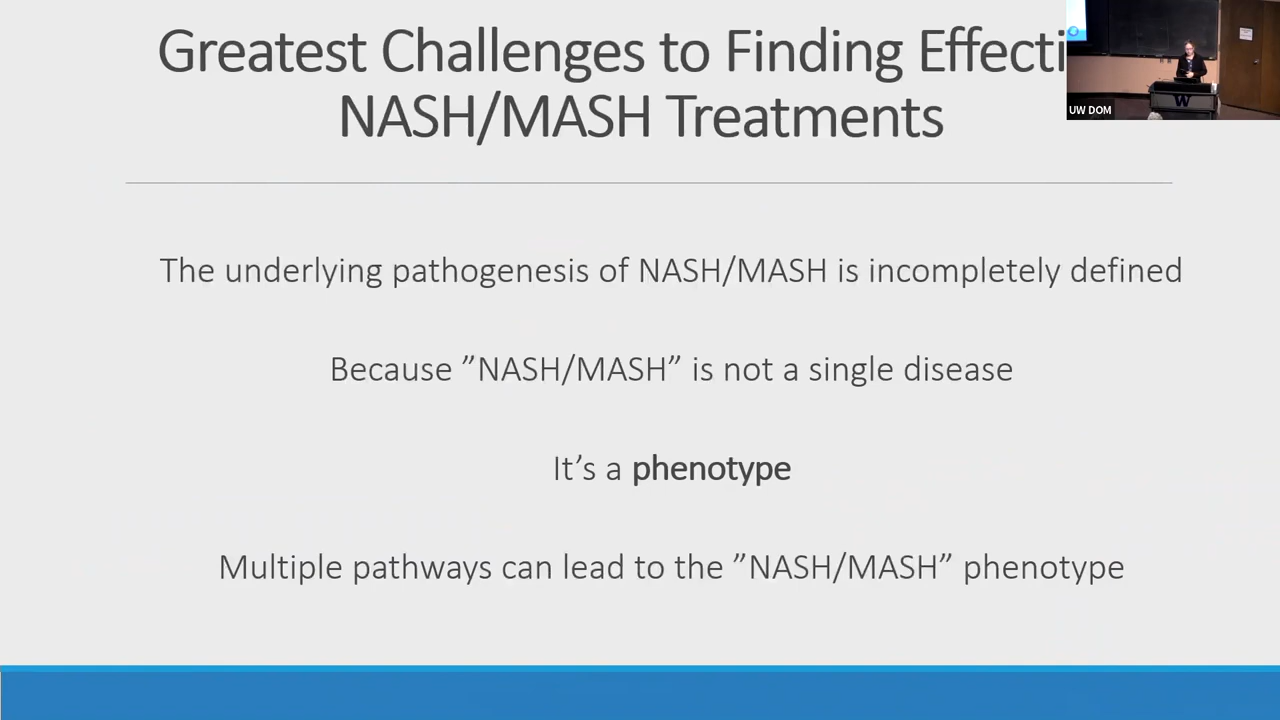 Greatest Challenges to Finding Effecti
NASH/MASH Treatments
UW DOM
W
The underlying pathogenesis of NASH/MASH is incompletely defined
Because ”NASH/MASH” is not a single disease
It’s a phenotype
Multiple pathways can lead to the ”NASH/MASH” phenotype